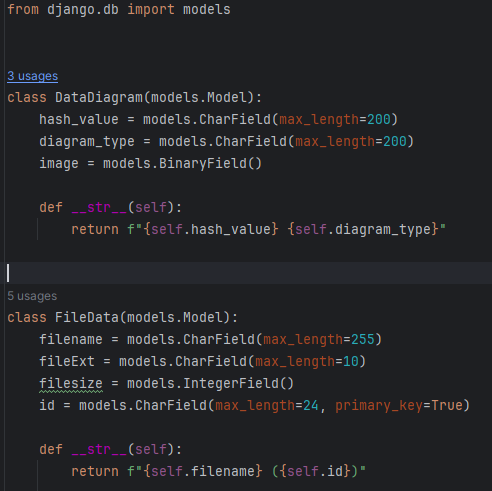 from django.db import models
3 usages
class DataDiagram(models.Model):
    hash_value = models.CharField(max_length=200)
    diagram_type = models.CharField(max_length=200)
    image = models.BinaryField()
    def __str__(self):
        return f"{self.hash_value} {self.diagram_type}"
5 usages
class FileData(models.Model):
    filename = models.CharField(max_length=255)
    fileExt = models.CharField(max_length=10)
    filesize = models.IntegerField()
    id = models.CharField(max_length=24, primary_key=True)
    def __str__(self):
        return f"{self.filename} ({self.id})"